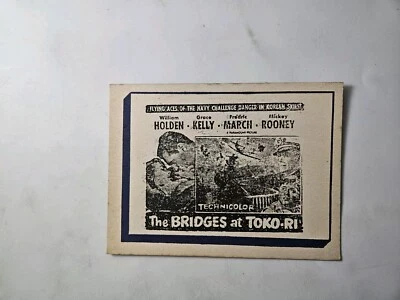 FLYING ACES OF THE NAVY CHALLENGE DANGER IN KOREAN SKIES!
William Grace Fredric Mickey
HOLDEN • KELLY • MARCH • ROONEY
A Paramount Picture
TECHNICOLOR
The BRIDGES at TOKO-RI